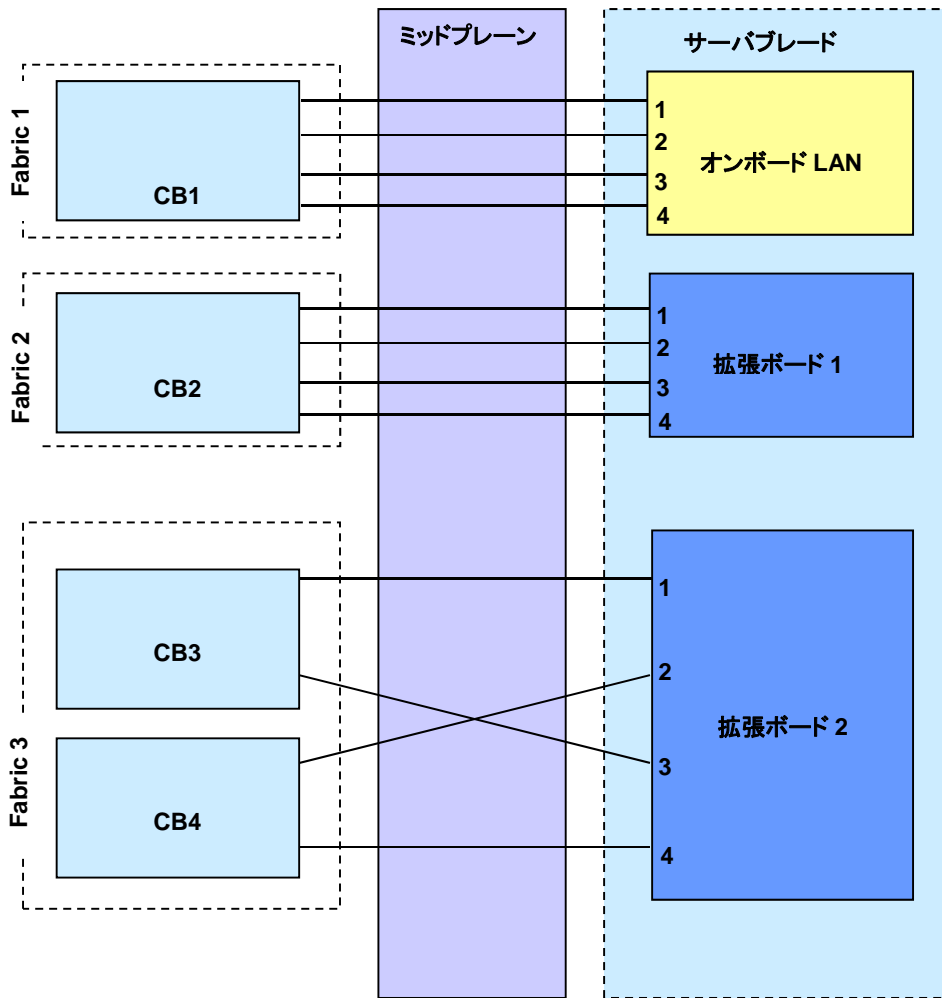 ミッドプレーン
サーバブレード
Fabric 1
CB1
1
2
3
4
オンボード LAN
Fabric 2
CB2
1
2
3
4
拡張ボード 1
Fabric 3
CB3
CB4
1
2
3
4
拡張ボード 2